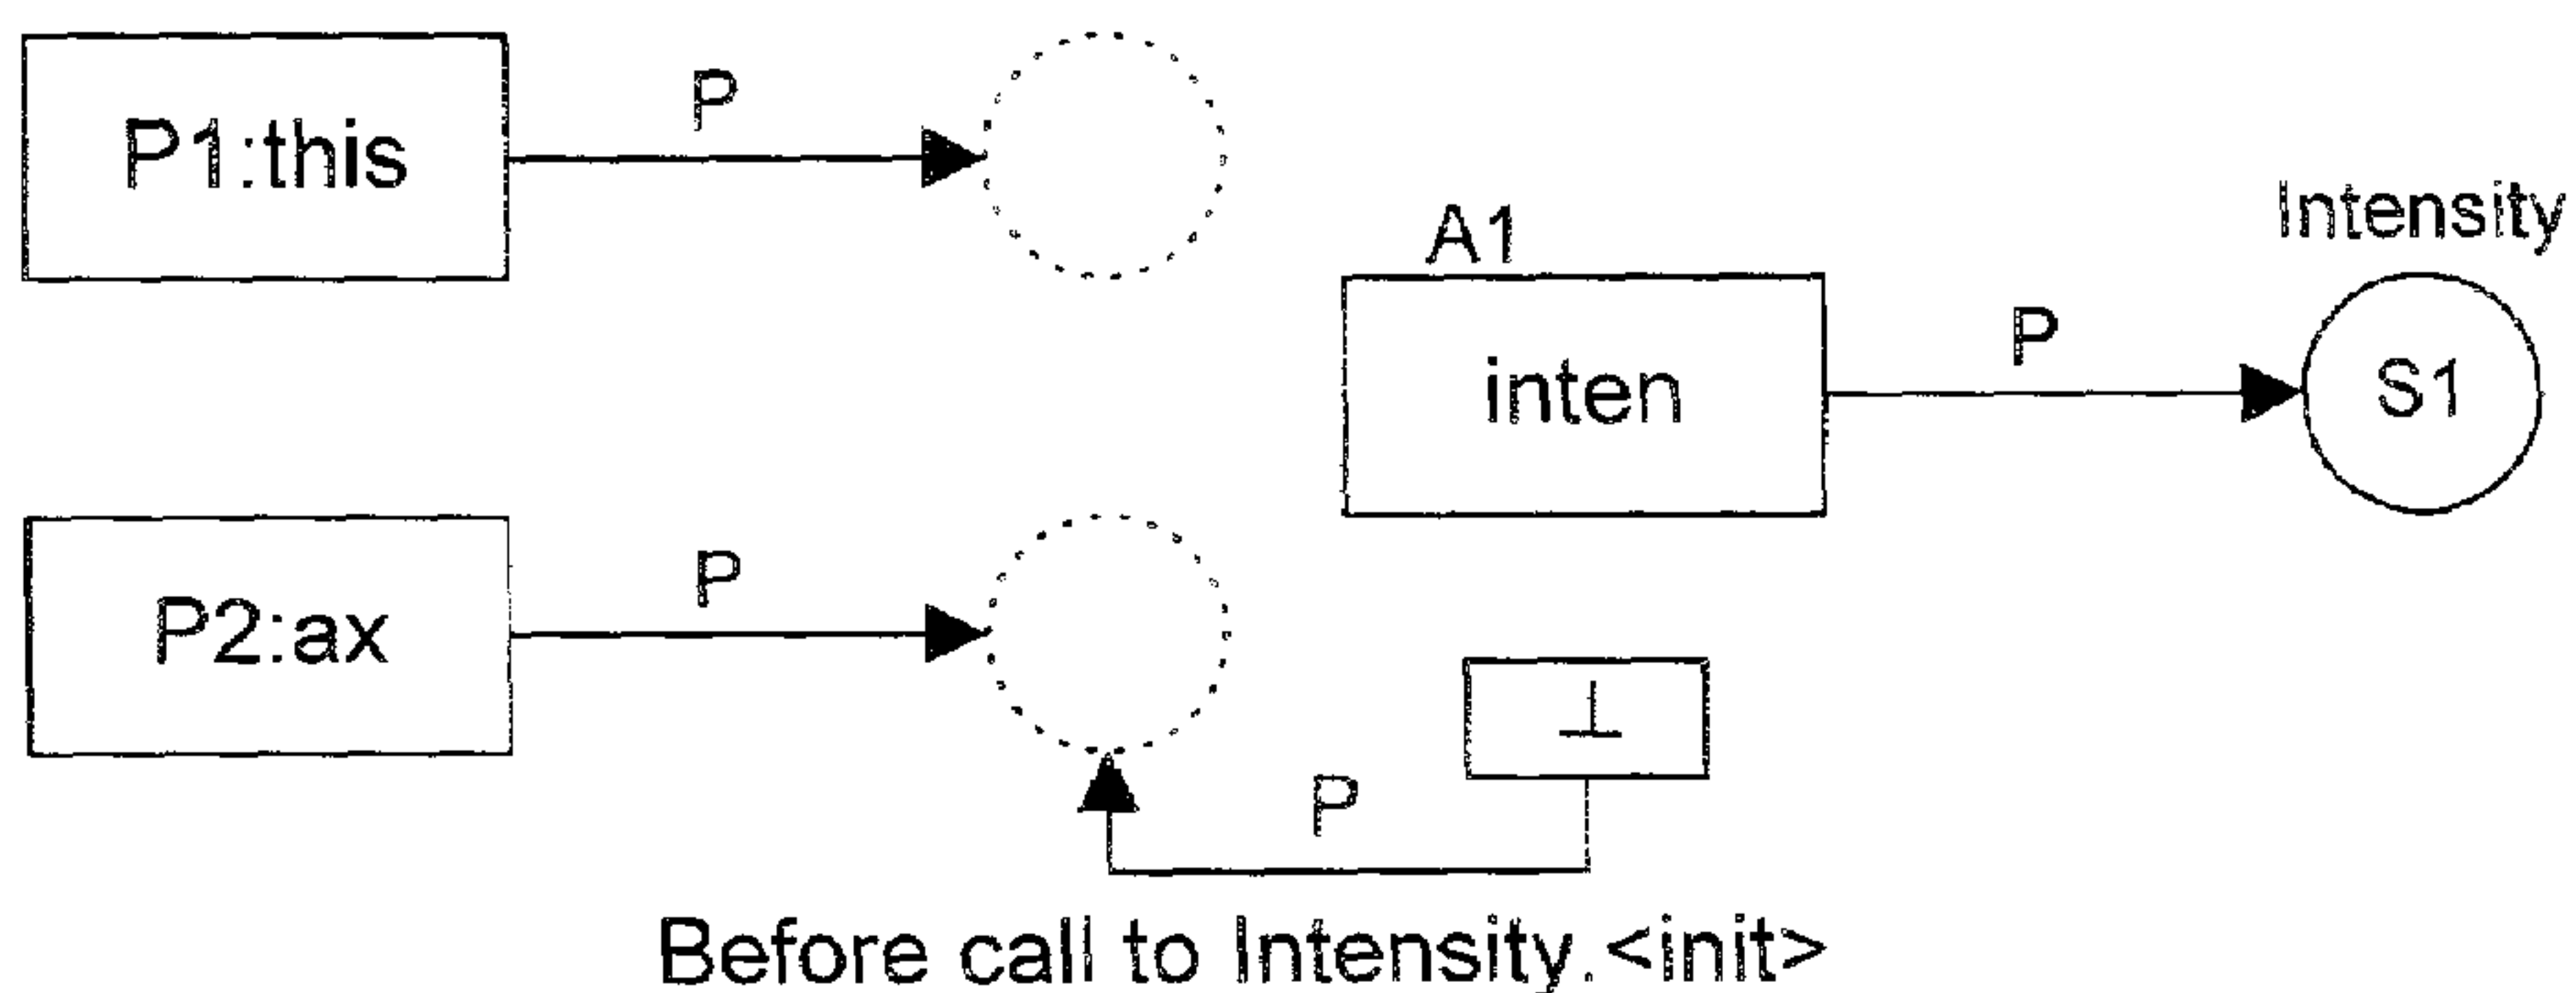 P1:this
P
A1
inten
P
Intensity
S1
P2:ax
P
⊥
P
Before call to Intensity.<init>